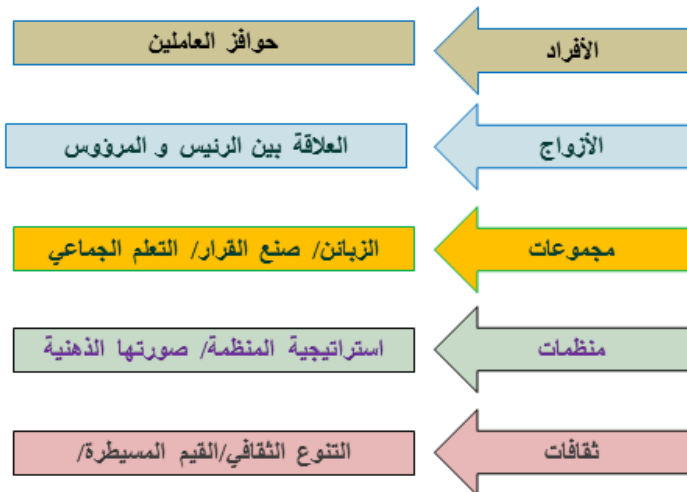 الأفراد
حوافز العاملين
الأزواج
العلاقة بين الرئيس و المرؤوس
مجموعات
الزبائن/ صنع القرار/ التعلم الجماعي
منظمات
استراتيجية المنظمة/ صورتها الذهنية
ثقافات
التنوع الثقافي/القيم المسيطرة/